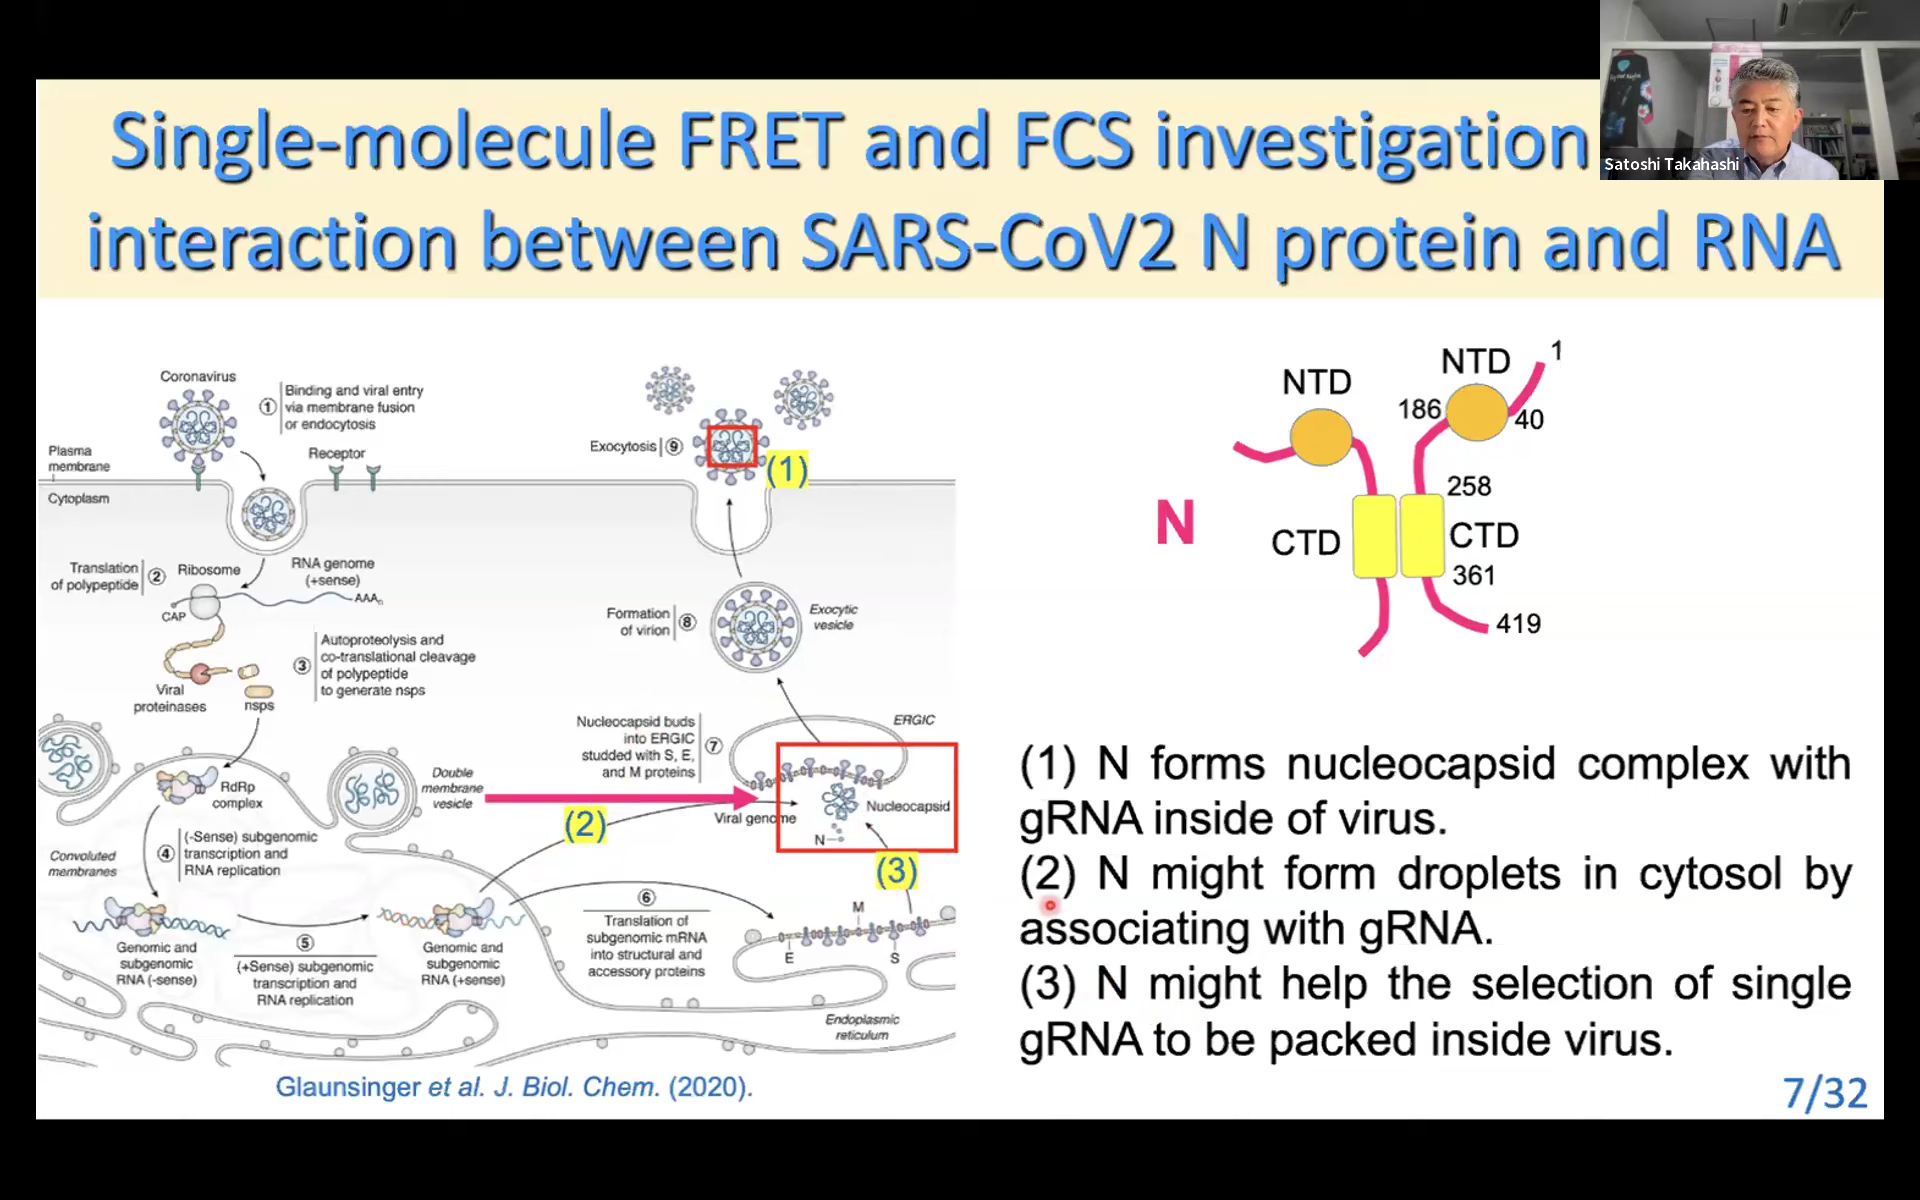 Single-molecule FRET and FCS investigation
interaction between SARS-CoV2 N protein and RNA
Satoshi Takahashi
Coronavirus
① Binding and viral entry
via membrane fusion
or endocytosis
Plasma
membrane
Receptor
Cytoplasm
Exocytosis ⑨
(1)
Translation
of polypeptide ②
Ribosome
RNA genome
(+sense)
CAP
AAAn
③ Autoproteolysis and
co-translational cleavage
of polypeptide
to generate nsps
Viral
proteinases
nsps
Formation
of virion ⑧
Exocytic
vesicle
Nucleocapsid buds
into ERGIC
studded with S, E,
and M proteins ⑦
ERGIC
RdRp
complex
Double
membrane
vesicle
(2)
Viral genome
Nucleocapsid
N
(3)
Convoluted
membranes
④ (-Sense) subgenomic
transcription and
RNA replication
Genomic and
subgenomic
RNA (-sense)
⑤
(+Sense) subgenomic
transcription and
RNA replication
Genomic and
subgenomic
RNA (+sense)
⑥
Translation of
subgenomic mRNA
into structural and
accessory proteins
M
E
S
Endoplasmic
reticulum
Glaunsinger et al. J. Biol. Chem. (2020).
NTD
NTD
1
186
40
258
N
CTD
CTD
361
419
(1) N forms nucleocapsid complex with
gRNA inside of virus.
(2) N might form droplets in cytosol by
associating with gRNA.
(3) N might help the selection of single
gRNA to be packed inside virus.
7/32